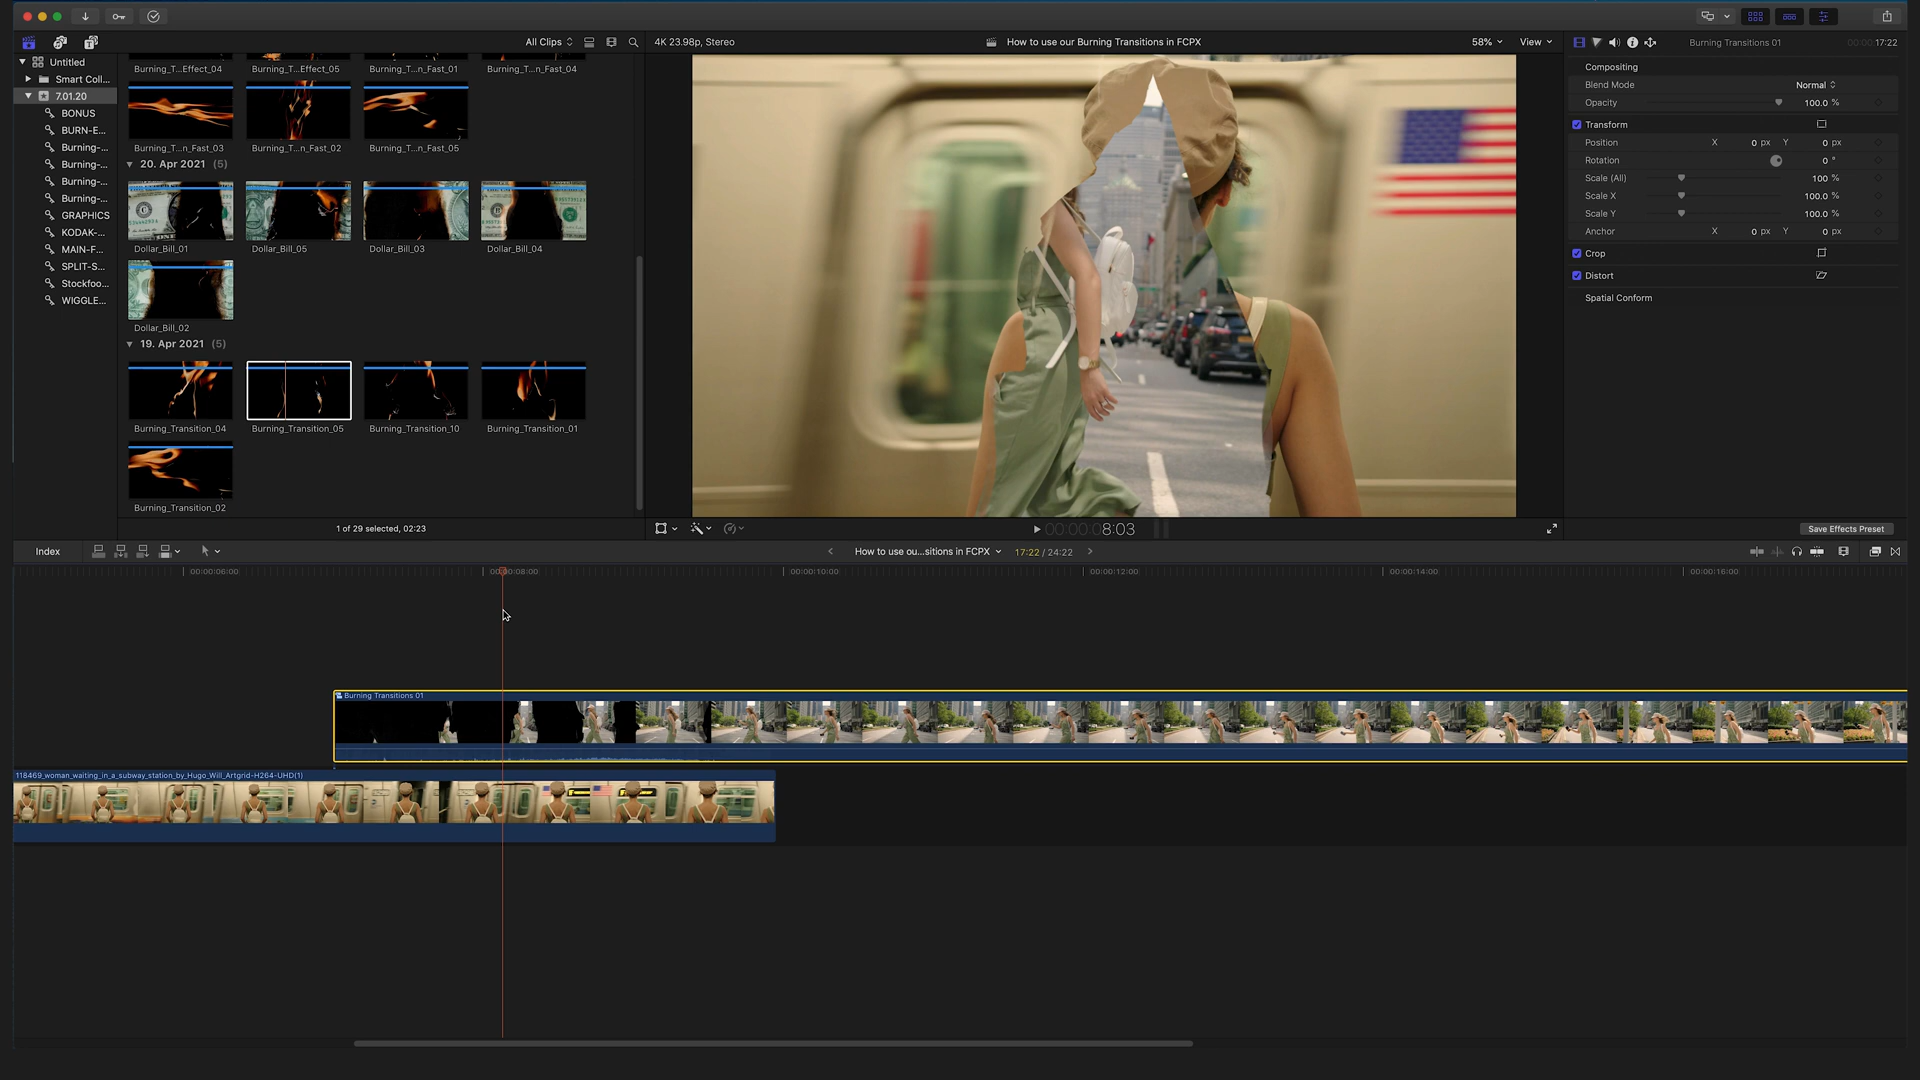 All Clips
4K 23.98p, Stereo
How to use our Burning Transitions in FCPX
58%
View
Burning Transitions 01
00:00:17:22
Untitled
Smart Coll...
7.01.20
BONUS
BURN-E...
Burning-...
Burning-...
Burning-...
Burning-...
GRAPHICS
KODAK-...
MAIN-F...
SPLIT-S...
Stockfoo...
WIGGLE...
Burning_T...Effect_04
Burning_T...Effect_05
Burning_T...n_Fast_01
Burning_T...n_Fast_04
Burning_T...n_Fast_03
Burning_T...n_Fast_02
Burning_T...n_Fast_05
20. Apr 2021 (5)
Dollar_Bill_01
Dollar_Bill_05
Dollar_Bill_03
Dollar_Bill_04
Dollar_Bill_02
19. Apr 2021 (5)
Burning_Transition_04
Burning_Transition_05
Burning_Transition_10
Burning_Transition_01
Burning_Transition_02
1 of 29 selected, 02:23
00:00:08:03
Compositing
Blend Mode Normal
Opacity 100.0 %
Transform
Position X 0 px Y 0 px
Rotation 0 °
Scale (All) 100 %
Scale X 100.0 %
Scale Y 100.0 %
Anchor X 0 px Y 0 px
Crop
Distort
Spatial Conform
Save Effects Preset
Index
How to use ou...sitions in FCPX
17:22 / 24:22
00:00:06:00
00:00:08:00
00:00:10:00
00:00:12:00
00:00:14:00
00:00:16:00
Burning Transitions 01
118469_woman_waiting_in_a_subway_station_by_Hugo_Will_Artgrid-H264-UHD(1)